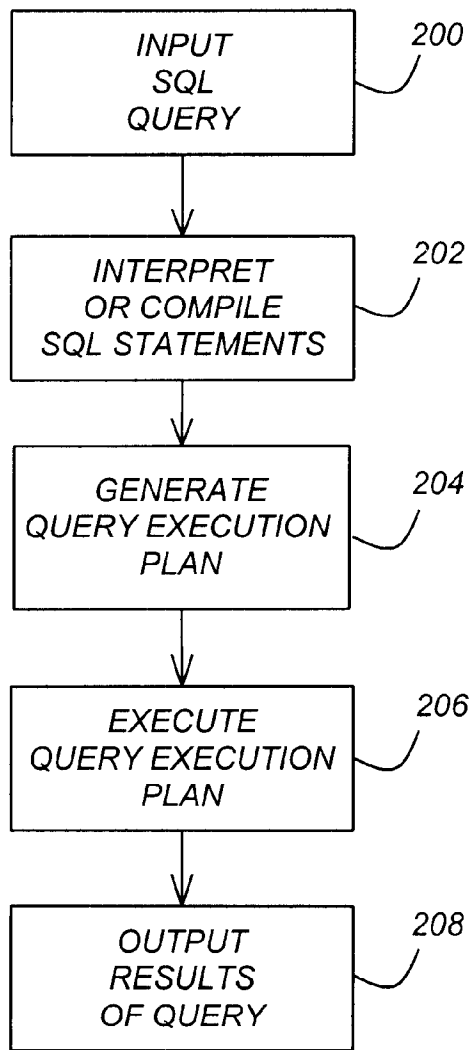 INPUT
SQL
QUERY
200
INTERPRET
OR COMPILE
SQL STATEMENTS
202
GENERATE
QUERY EXECUTION
PLAN
204
EXECUTE
QUERY EXECUTION
PLAN
206
OUTPUT
RESULTS
OF QUERY
208